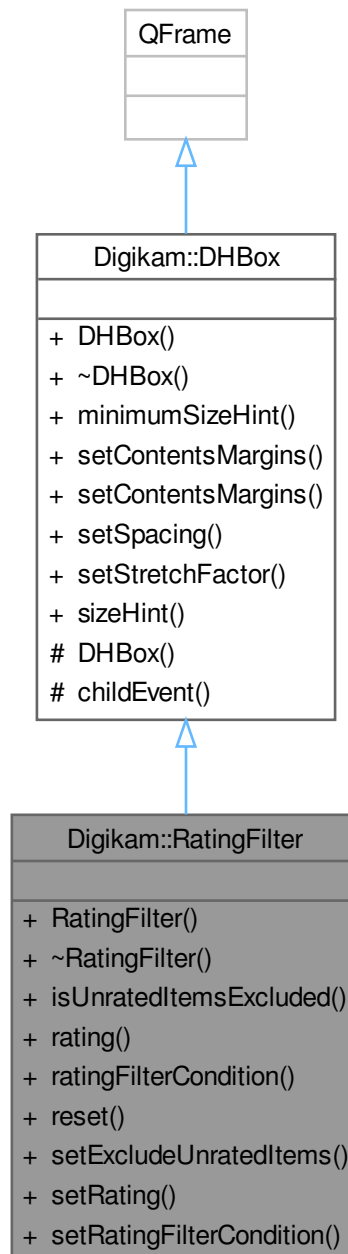 QFrame
Digikam::DHBox
+ DHBox()
+ ~DHBox()
+ minimumSizeHint()
+ setContentsMargins()
+ setContentsMargins()
+ setSpacing()
+ setStretchFactor()
+ sizeHint()
# DHBox()
# childEvent()
Digikam::RatingFilter
+ RatingFilter()
+ ~RatingFilter()
+ isUnratedItemsExcluded()
+ rating()
+ ratingFilterCondition()
+ reset()
+ setExcludeUnratedItems()
+ setRating()
+ setRatingFilterCondition()